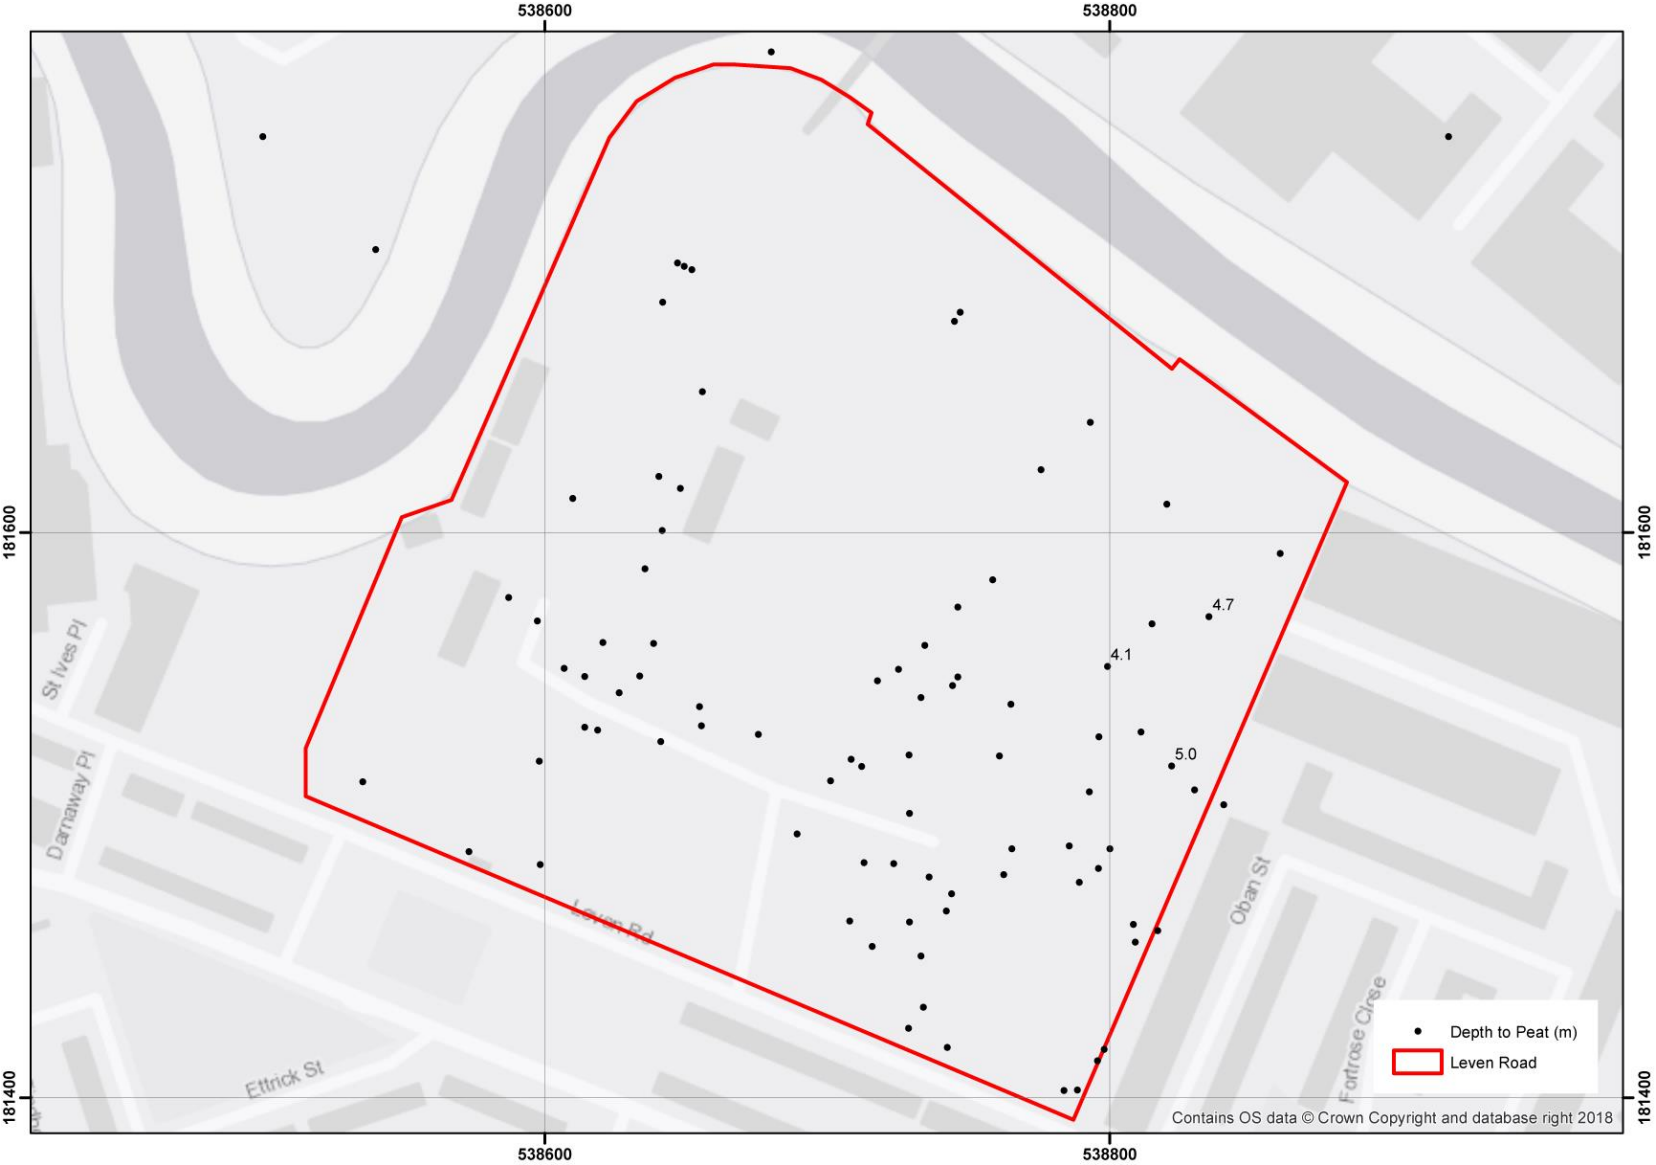 538600
538800
181600
181600
4.7
4.1
St Ives Pl
5.0
Darnaway Pl
Oban St
Leven Rd
Fortrose Close
Depth to Peat (m)
Leven Road
Ettrick St
181400
181400
Contains OS data © Crown Copyright and database right 2018
538600
538800